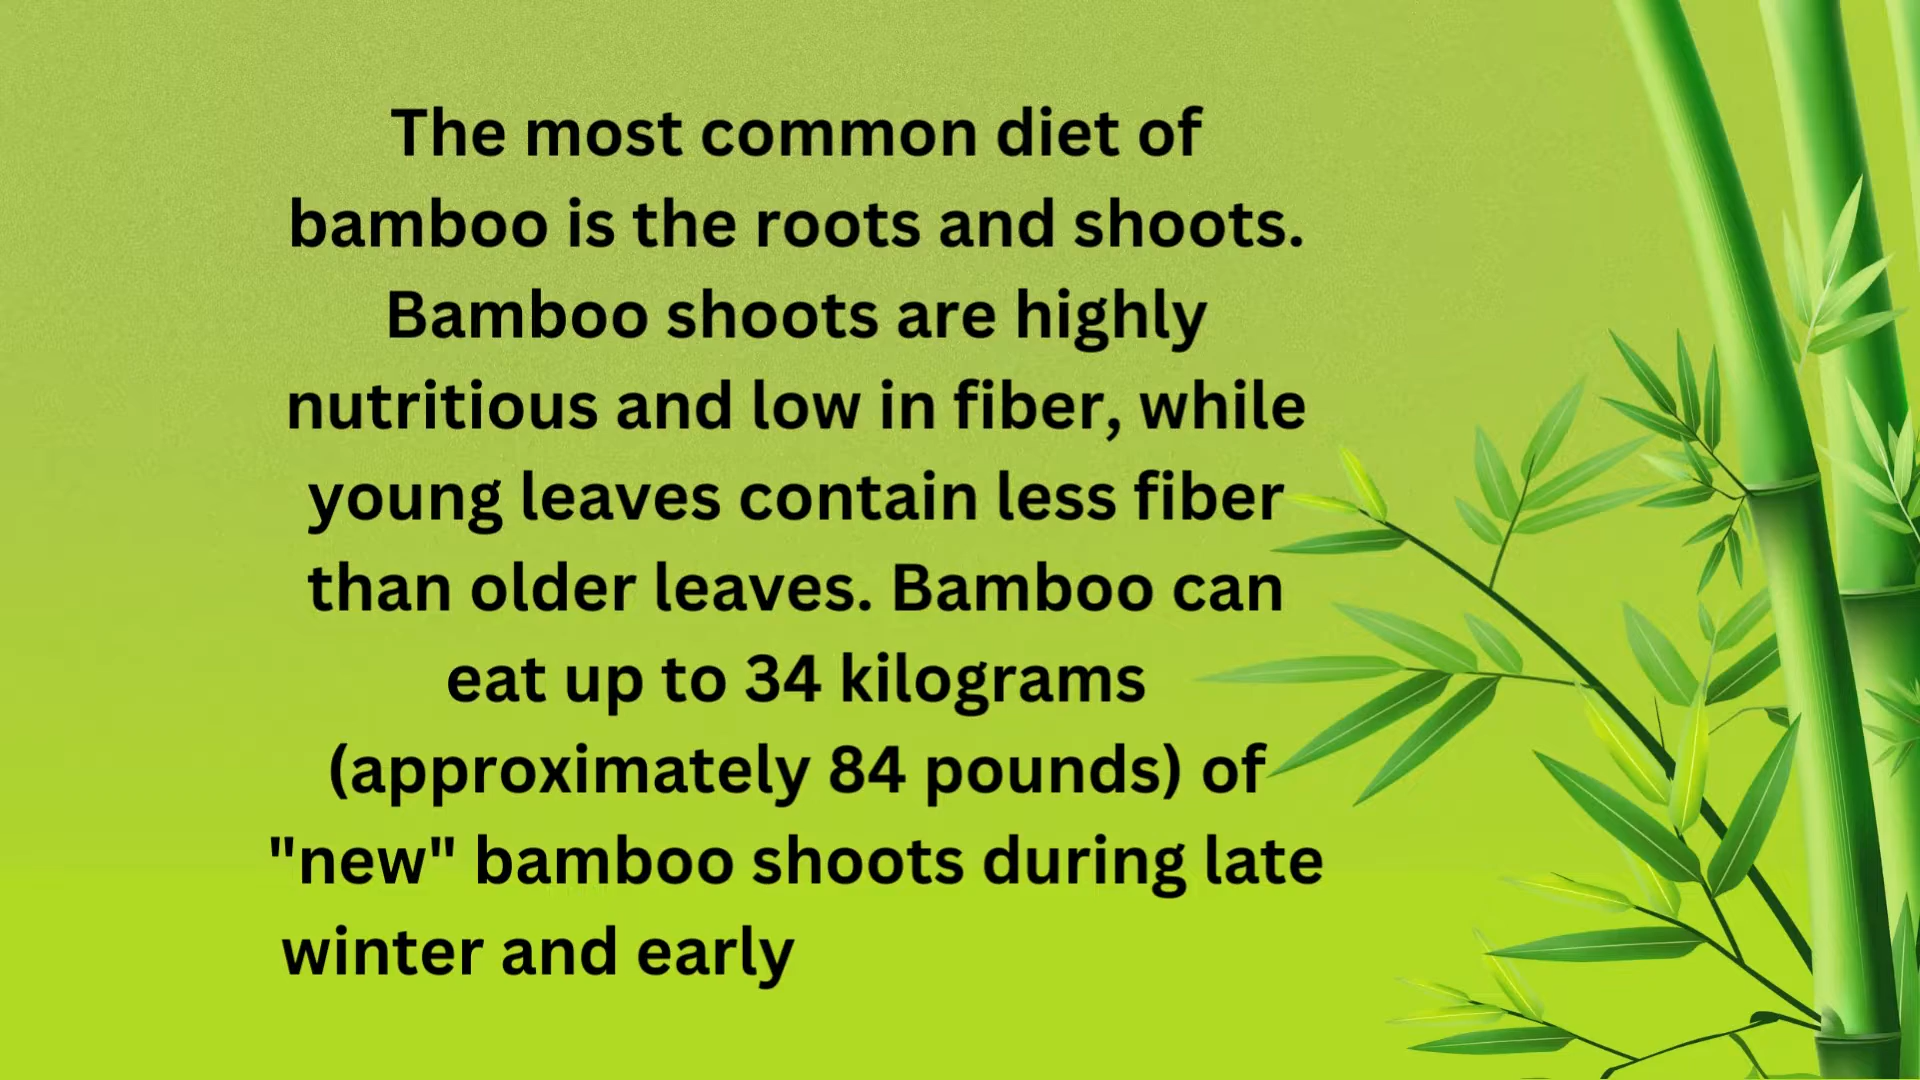 The most common diet of
bamboo is the roots and shoots.
Bamboo shoots are highly
nutritious and low in fiber, while
young leaves contain less fiber
than older leaves. Bamboo can
eat up to 34 kilograms
(approximately 84 pounds) of
"new" bamboo shoots during late
winter and early